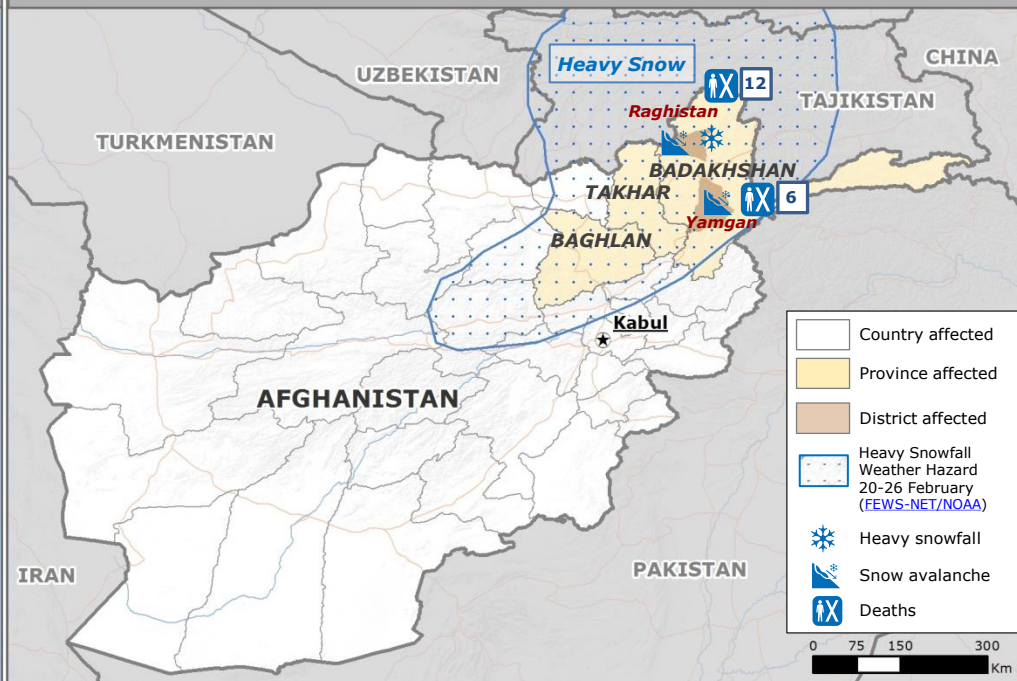 Heavy Snow
UZBEKISTAN
CHINA
12
TAJIKISTAN
Raghistan
TURKMENISTAN
BADAKHSHAN
TAKHAR
6
Yamgan
BAGHLAN
Kabul
AFGHANISTAN
IRAN
PAKISTAN
Country affected
Province affected
District affected
Heavy Snowfall
Weather Hazard
20-26 February
(FEWS-NET/NOAA)
Heavy snowfall
Snow avalanche
Deaths
0 75 150 300
Km